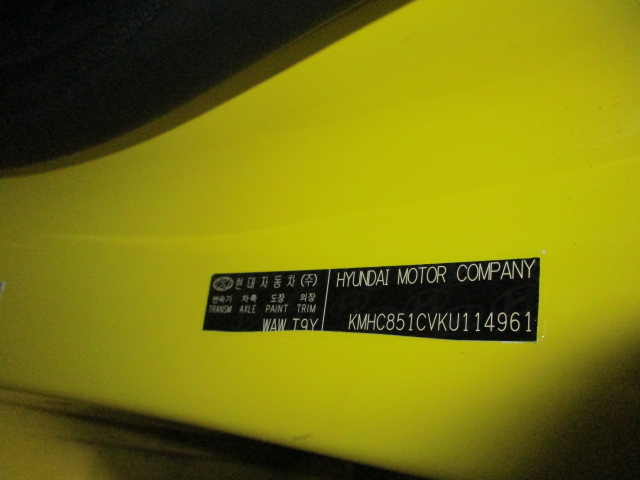 현대자동차(주)
변속기 차축 도장 의장
TRANSM AXLE PAINT TRIM
WAW T9Y
HYUNDAI MOTOR COMPANY
KMHC851CVKU114961